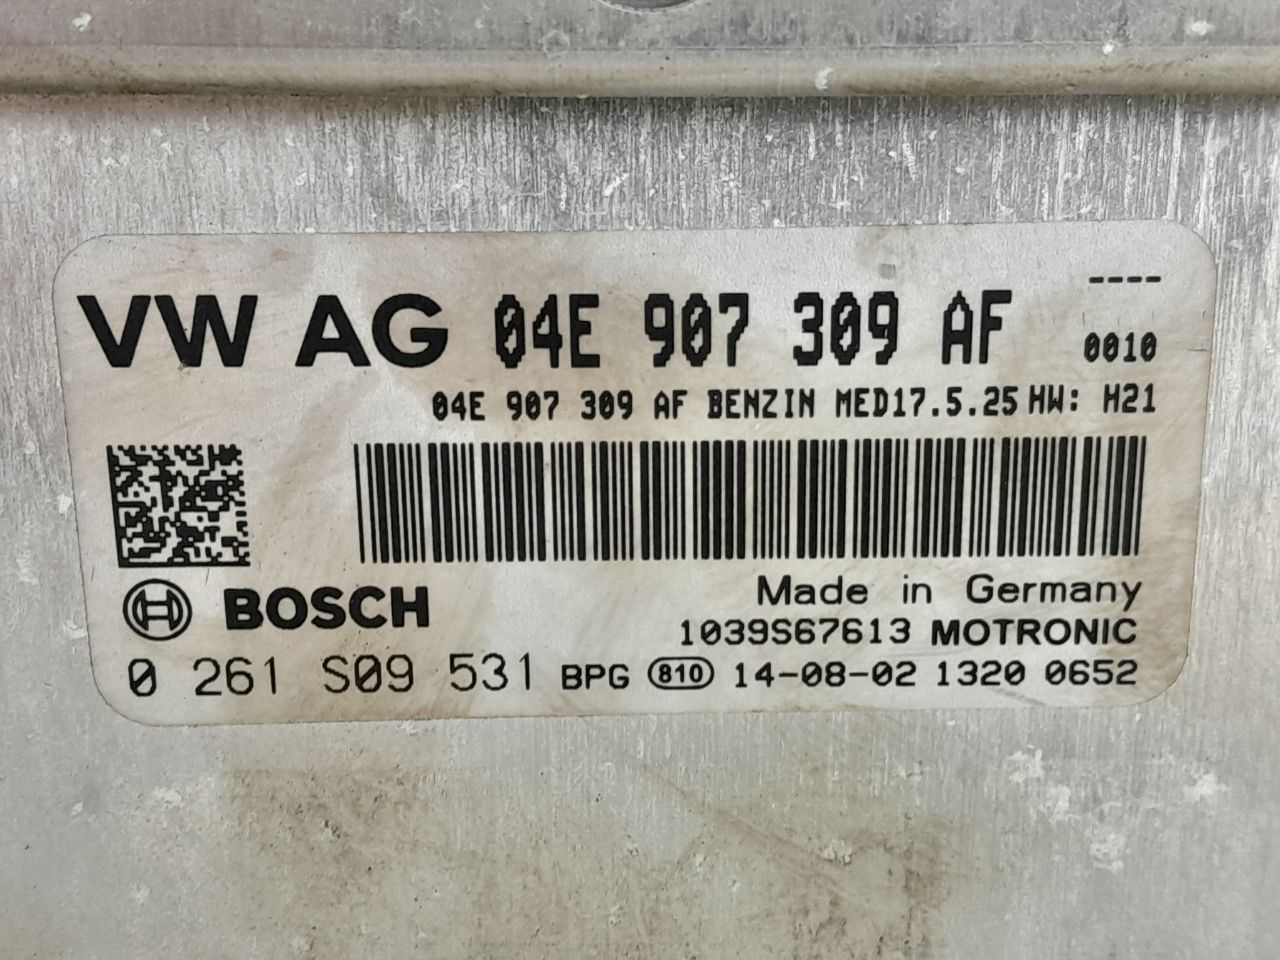 ----
VW AG 04E 907 309 AF 0010
04E 907 309 AF BENZIN MED17.5.25 HW: H21
BOSCH
Made in Germany
1039S67613 MOTRONIC
0 261 S09 531 BPG 810 14-08-02 1320 0652